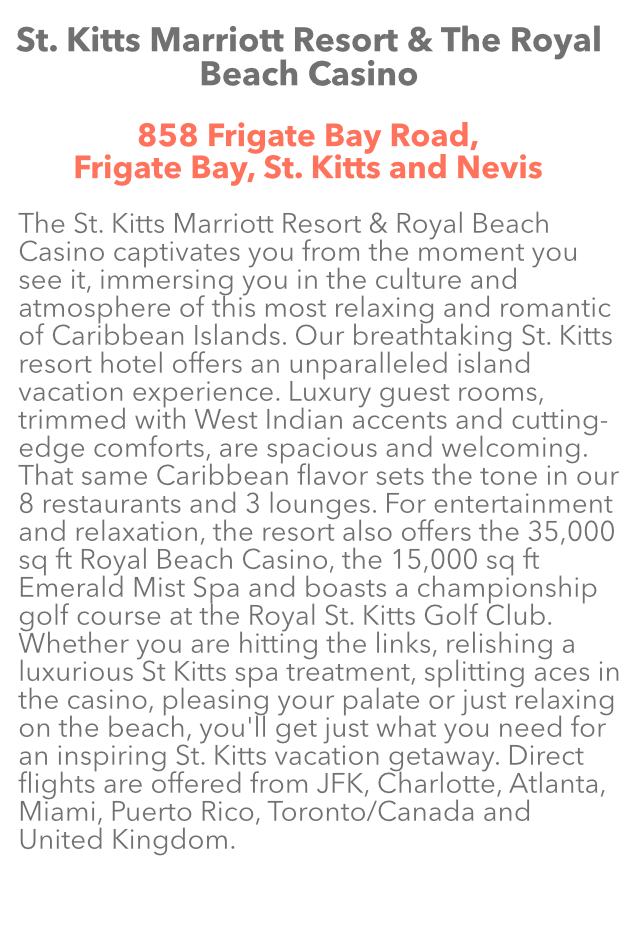 St. Kitts Marriott Resort & The Royal
Beach Casino
858 Frigate Bay Road,
Frigate Bay, St. Kitts and Nevis
The St. Kitts Marriott Resort & Royal Beach
Casino captivates you from the moment you
see it, immersing you in the culture and
atmosphere of this most relaxing and romantic
of Caribbean Islands. Our breathtaking St. Kitts
resort hotel offers an unparalleled island
vacation experience. Luxury guest rooms,
trimmed with West Indian accents and cutting-
edge comforts, are spacious and welcoming.
That same Caribbean flavor sets the tone in our
8 restaurants and 3 lounges. For entertainment
and relaxation, the resort also offers the 35,000
sq ft Royal Beach Casino, the 15,000 sq ft
Emerald Mist Spa and boasts a championship
golf course at the Royal St. Kitts Golf Club.
Whether you are hitting the links, relishing a
luxurious St Kitts spa treatment, splitting aces in
the casino, pleasing your palate or just relaxing
on the beach, you'll get just what you need for
an inspiring St. Kitts vacation getaway. Direct
flights are offered from JFK, Charlotte, Atlanta,
Miami, Puerto Rico, Toronto/Canada and
United Kingdom.